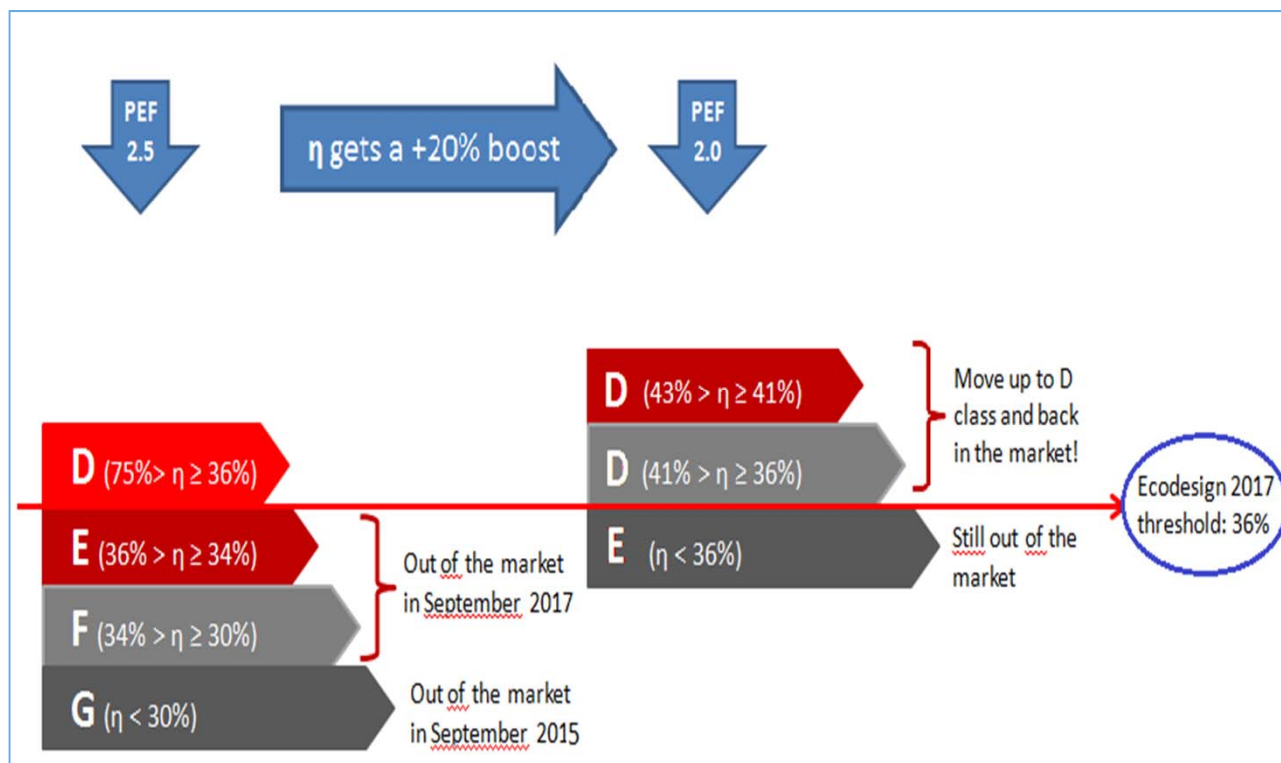 PEF
2.5
η gets a +20% boost
PEF
2.0
D (75%> η ≥ 36%)
E (36% > η ≥ 34%)
F (34% > η ≥ 30%)
G (η < 30%)
Out of the market
in September 2017
Out of the market
in September 2015
D (43% > η ≥ 41%)
D (41% > η ≥ 36%)
E (η < 36%)
Move up to D
class and back
in the market!
Still out of the
market
Ecodesign 2017
threshold: 36%